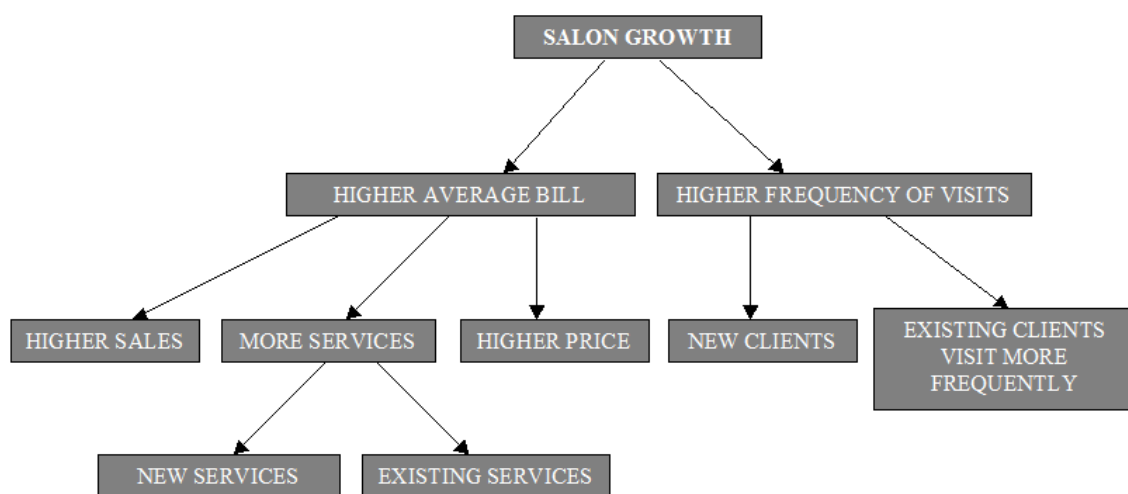 SALON GROWTH
HIGHER AVERAGE BILL
HIGHER FREQUENCY OF VISITS
HIGHER SALES
MORE SERVICES
HIGHER PRICE
NEW CLIENTS
EXISTING CLIENTS
VISIT MORE
FREQUENTLY
NEW SERVICES
EXISTING SERVICES